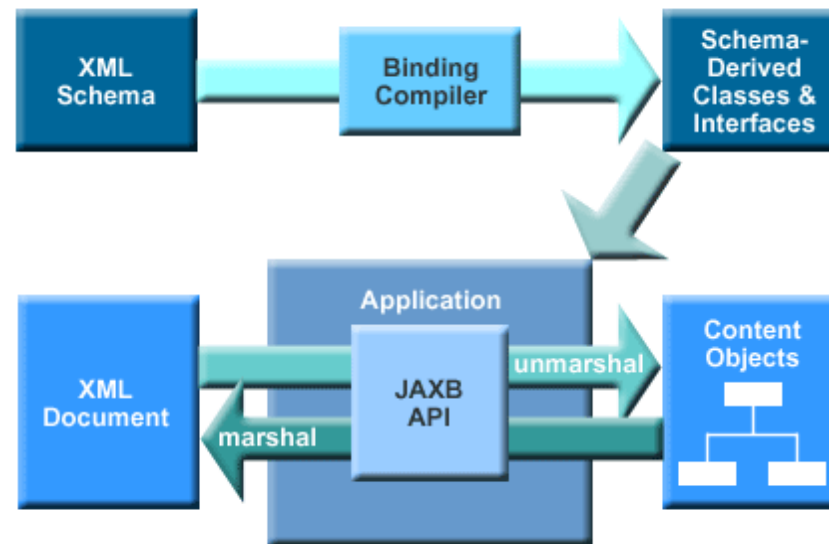 XML
Schema
Binding
Compiler
Schema-
Derived
Classes &
Interfaces
Application
XML
Document
JAXB
API
unmarshal
marshal
Content
Objects